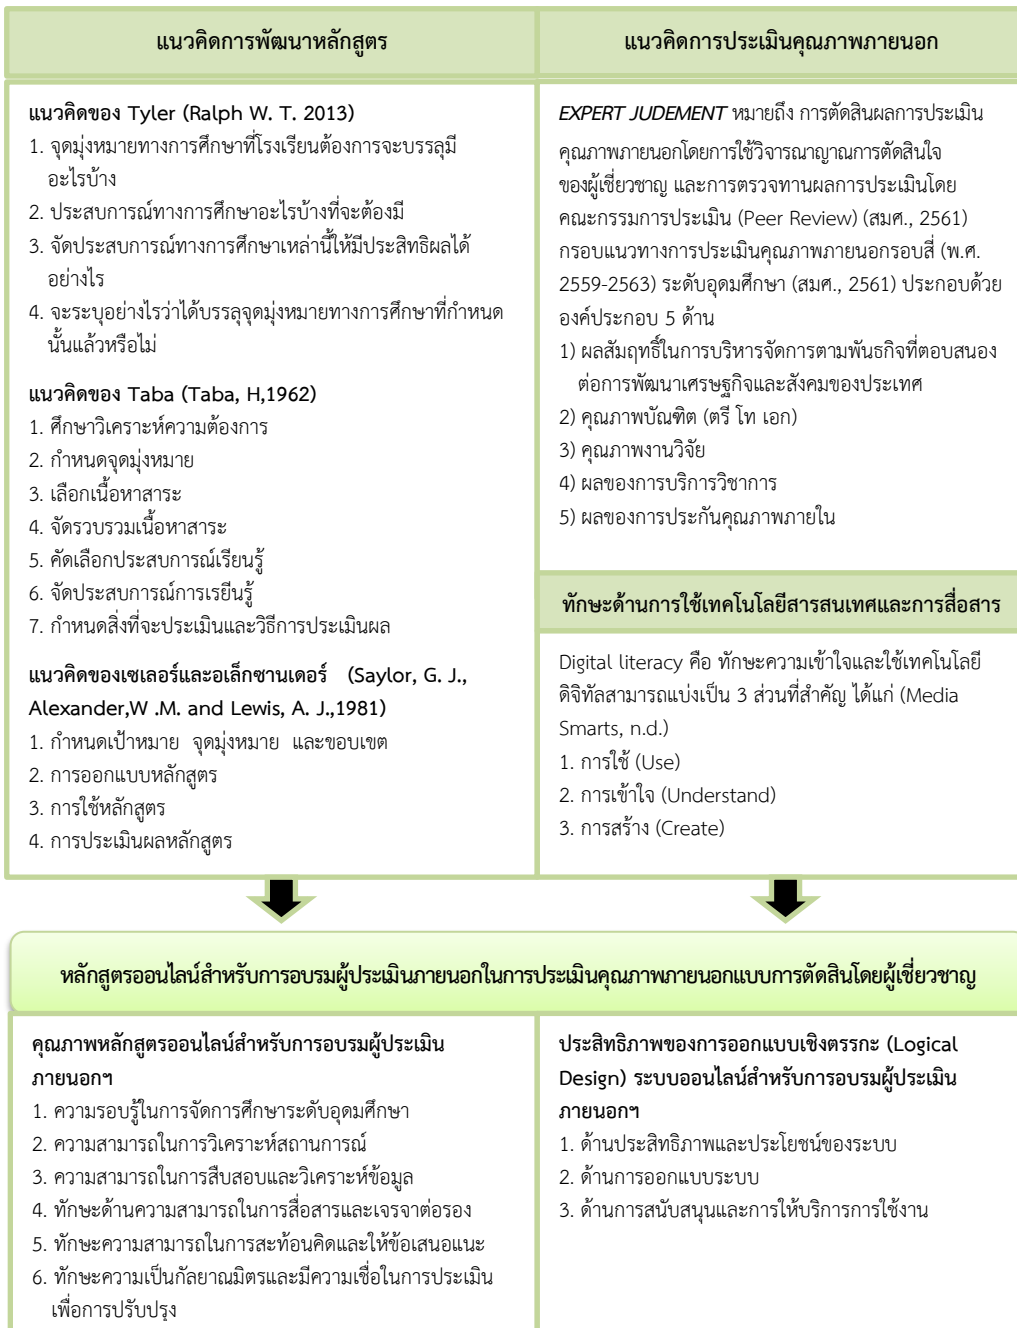 แนวคิดการพัฒนาหลักสูตร
แนวคิดของ Tyler (Ralph W. T. 2013)
1. จุดมุ่งหมายทางการศึกษาที่โรงเรียนต้องการจะบรรลุมี
อะไรบ้าง
2. ประสบการณ์ทางการศึกษาอะไรบ้างที่จะต้องมี
3. จัดประสบการณ์ทางการศึกษาเหล่านี้ให้มีประสิทธิผลได้
อย่างไร
4. จะระบุอย่างไรว่าได้บรรลุจุดมุ่งหมายทางการศึกษาที่กำหนด
นั้นแล้วหรือไม่
แนวคิดของ Taba (Taba, H,1962)
1. ศึกษาวิเคราะห์ความต้องการ
2. กำหนดจุดมุ่งหมาย
3. เลือกเนื้อหาสาระ
4. จัดรวบรวมเนื้อหาสาระ
5. คัดเลือกประสบการณ์เรียนรู้
6. จัดประสบการณ์การเรยีนรู้
7. กำหนดสิ่งที่จะประเมินและวิธีการประเมินผล
แนวคิดของเซเลอร์และอเล็กซานเดอร์ (Saylor, G. J.,
Alexander,W .M. and Lewis, A. J.,1981)
1. กำหนดเป้าหมาย จุดมุ่งหมาย และขอบเขต
2. การออกแบบหลักสูตร
3. การใช้หลักสูตร
4. การประเมินผลหลักสูตร
แนวคิดการประเมินคุณภาพภายนอก
EXPERT JUDEMENT หมายถึง การตัดสินผลการประเมิน
คุณภาพภายนอกโดยการใช้วิจารณาญาณการตัดสินใจ
ของผู้เชี่ยวชาญ และการตรวจทานผลการประเมินโดย
คณะกรรมการประเมิน (Peer Review) (สมศ., 2561)
กรอบแนวทางการประเมินคุณภาพภายนอกรอบสี่ (พ.ศ.
2559-2563) ระดับอุดมศึกษา (สมศ., 2561) ประกอบด้วย
องค์ประกอบ 5 ด้าน
1) ผลสัมฤทธิ์ในการบริหารจัดการตามพันธกิจที่ตอบสนอง
ต่อการพัฒนาเศรษฐกิจและสังคมของประเทศ
2) คุณภาพบัณฑิต (ตรี โท เอก)
3) คุณภาพงานวิจัย
4) ผลของการบริการวิชาการ
5) ผลของการประกันคุณภาพภายใน
ทักษะด้านการใช้เทคโนโลยีสารสนเทศและการสื่อสาร
Digital literacy คือ ทักษะความเข้าใจและใช้เทคโนโลยี
ดิจิทัลสามารถแบ่งเป็น 3 ส่วนที่สำคัญ ได้แก่ (Media
Smarts, n.d.)
1. การใช้ (Use)
2. การเข้าใจ (Understand)
3. การสร้าง (Create)
หลักสูตรออนไลน์สำหรับการอบรมผู้ประเมินภายนอกในการประเมินคุณภาพภายนอกแบบการตัดสินโดยผู้เชี่ยวชาญ
คุณภาพหลักสูตรออนไลน์สำหรับการอบรมผู้ประเมิน
ภายนอกฯ
1. ความรอบรู้ในการจัดการศึกษาระดับอุดมศึกษา
2. ความสามารถในการวิเคราะห์สถานการณ์
3. ความสามารถในการสืบสอบและวิเคราะห์ข้อมูล
4. ทักษะด้านความสามารถในการสื่อสารและเจรจาต่อรอง
5. ทักษะความสามารถในการสะท้อนคิดและให้ข้อเสนอแนะ
6. ทักษะความเป็นกัลยาณมิตรและมีความเชื่อในการประเมิน
เพื่อการปรับปรุง
ประสิทธิภาพของการออกแบบเชิงตรรกะ (Logical
Design) ระบบออนไลน์สำหรับการอบรมผู้ประเมิน
ภายนอกฯ
1. ด้านประสิทธิภาพและประโยชน์ของระบบ
2. ด้านการออกแบบระบบ
3. ด้านการสนับสนุนและการให้บริการการใช้งาน